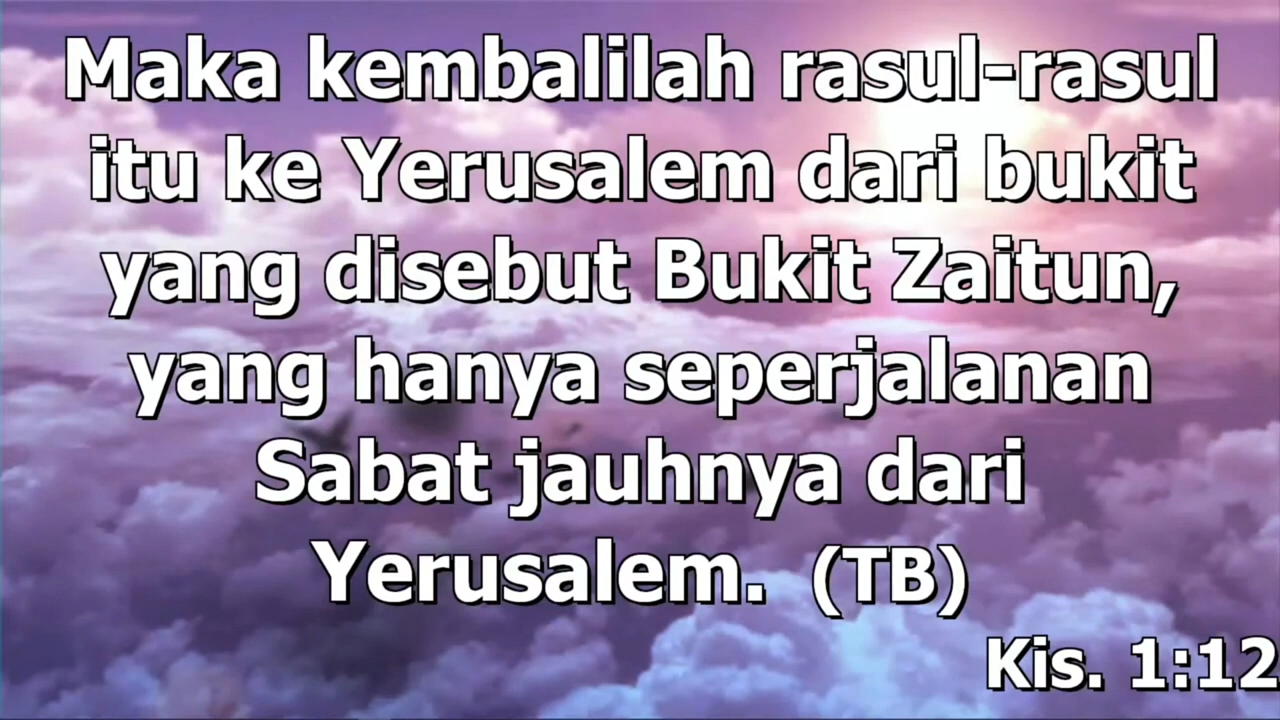 Maka kembalilah rasul-rasul
itu ke Yerusalem dari bukit
yang disebut Bukit Zaitun,
yang hanya seperjalanan
Sabat jauhnya dari
Yerusalem. (TB)
Kis. 1:12